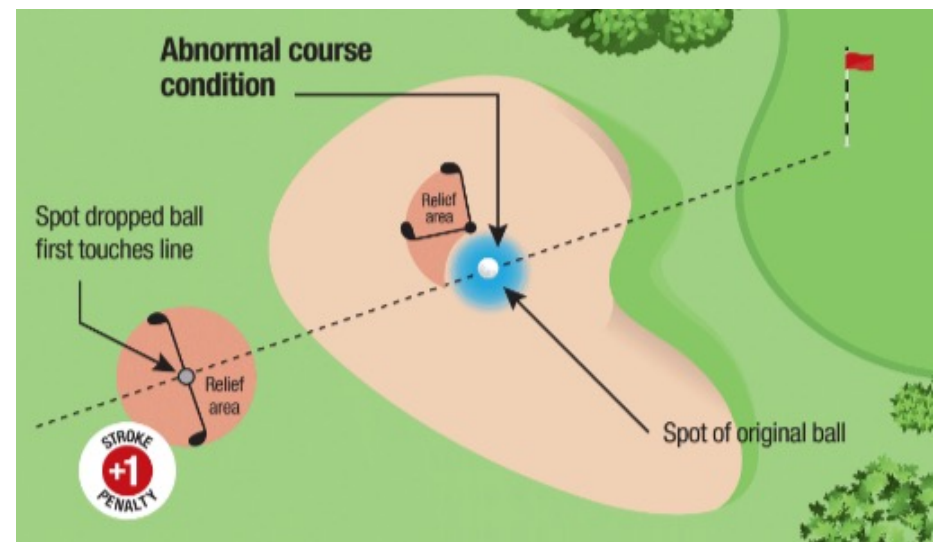 Abnormal course
condition
Relief
area
Spot dropped ball
first touches line
Relief
area
Spot of original ball
STROKE
+1
PENALTY